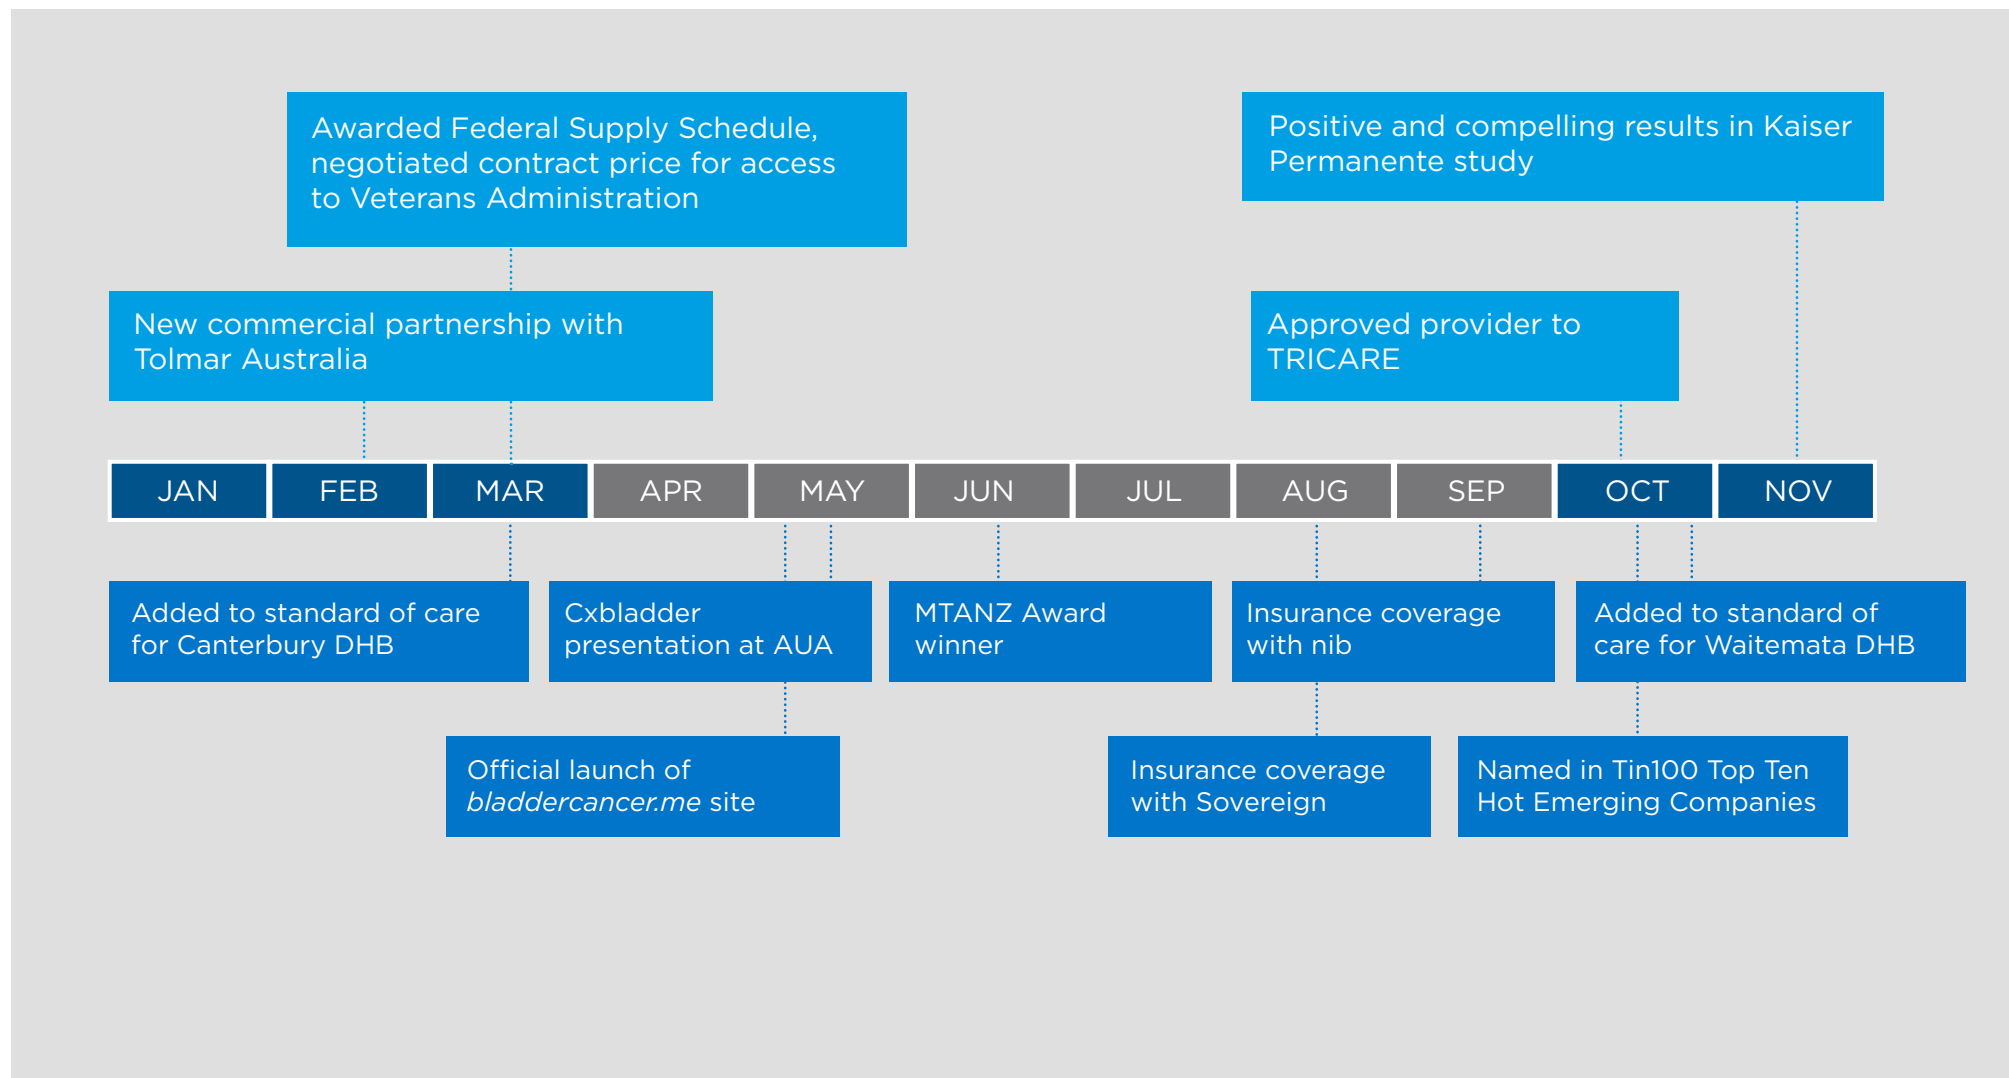 Awarded Federal Supply Schedule,
negotiated contract price for access
to Veterans Administration
Positive and compelling results in Kaiser
Permanente study
New commercial partnership with
Tolmar Australia
Approved provider to
TRICARE
JAN
FEB
MAR
APR
MAY
JUN
JUL
AUG
SEP
OCT
NOV
Added to standard of care
for Canterbury DHB
Cxbladder
presentation at AUA
MTANZ Award
winner
Insurance coverage
with nib
Added to standard of
care for Waitemata DHB
Official launch of
bladdercancer.me site
Insurance coverage
with Sovereign
Named in Tin100 Top Ten
Hot Emerging Companies